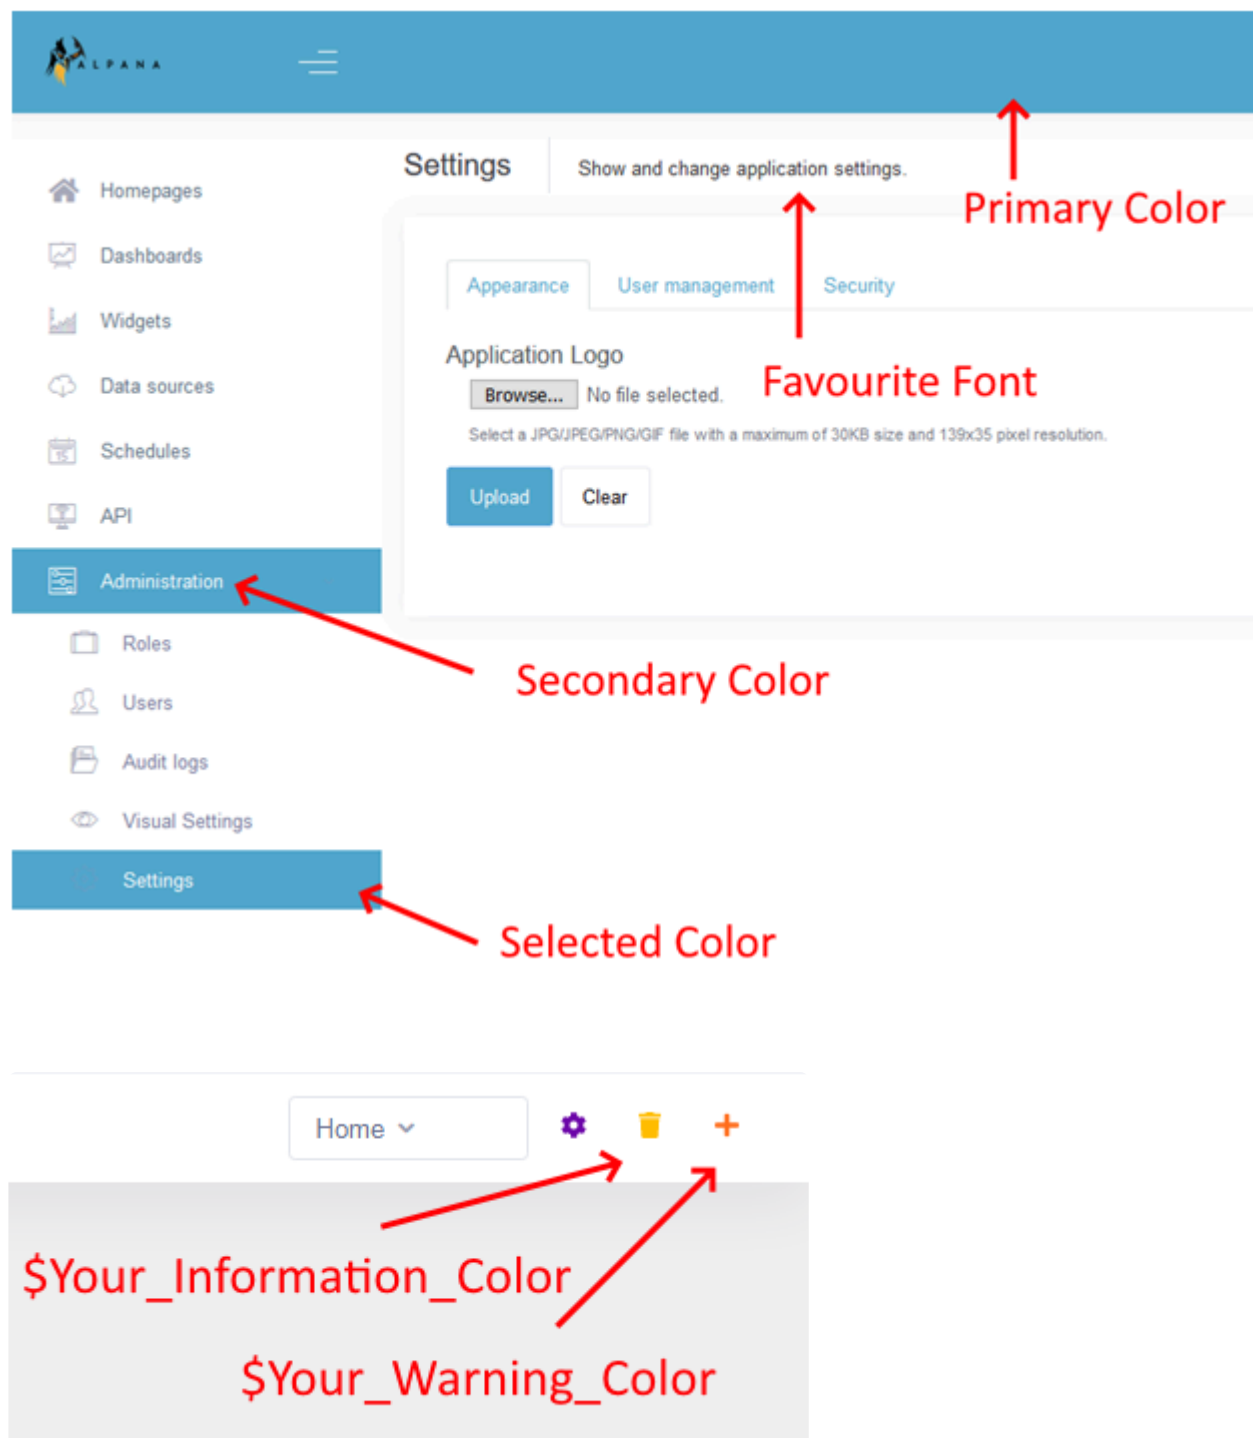 ALPANA
Settings
Show and change application settings.
Primary Color
Homepages
Dashboards
Widgets
Data sources
Schedules
API
Administration
Roles
Users
Audit logs
Visual Settings
Settings
Appearance User management Security
Application Logo
Browse... No file selected.
Favourite Font
Select a JPG/JPEG/PNG/GIF file with a maximum of 30KB size and 139x35 pixel resolution.
Upload Clear
Secondary Color
Selected Color
Home
$Your_Information_Color
$Your_Warning_Color